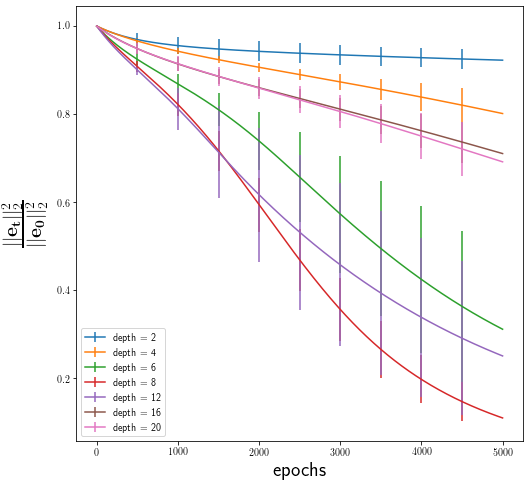 1.0
0.8
0.6
0.4
0.2
||e_t||_2^2
||e_0||_2^2
depth = 2
depth = 4
depth = 6
depth = 8
depth = 12
depth = 16
depth = 20
0 1000 2000 3000 4000 5000
epochs